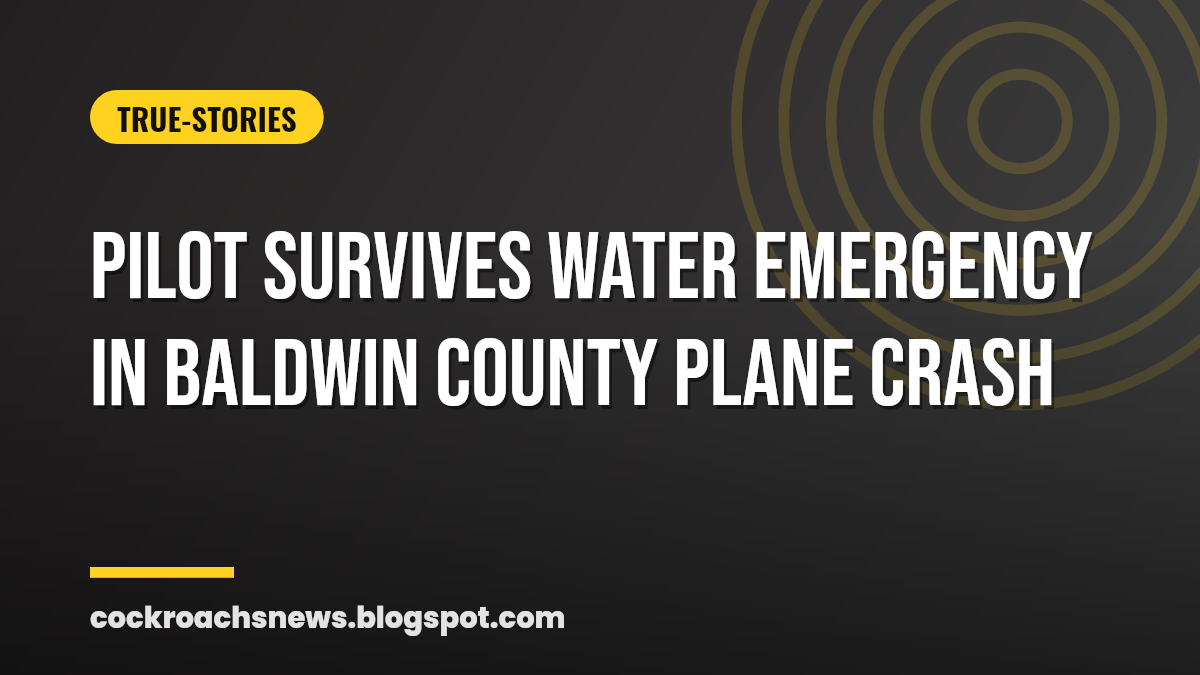 TRUE-STORIES
PILOT SURVIVES WATER EMERGENCY
IN BALDWIN COUNTY PLANE CRASH
cockroachsnews.blogspot.com